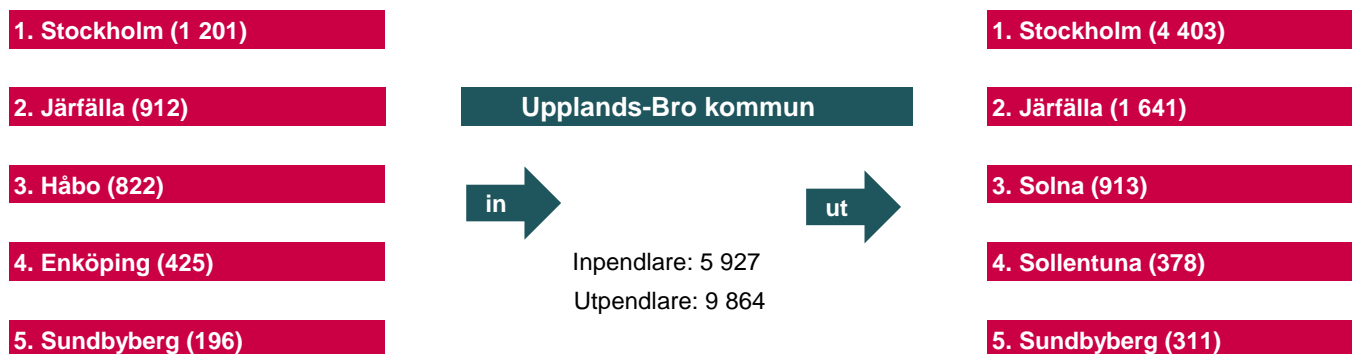 1. Stockholm (1 201)
2. Järfälla (912)
3. Håbo (822)
4. Enköping (425)
5. Sundbyberg (196)
Upplands-Bro kommun
in
ut
Inpendlare: 5 927
Utpendlare: 9 864
1. Stockholm (4 403)
2. Järfälla (1 641)
3. Solna (913)
4. Sollentuna (378)
5. Sundbyberg (311)